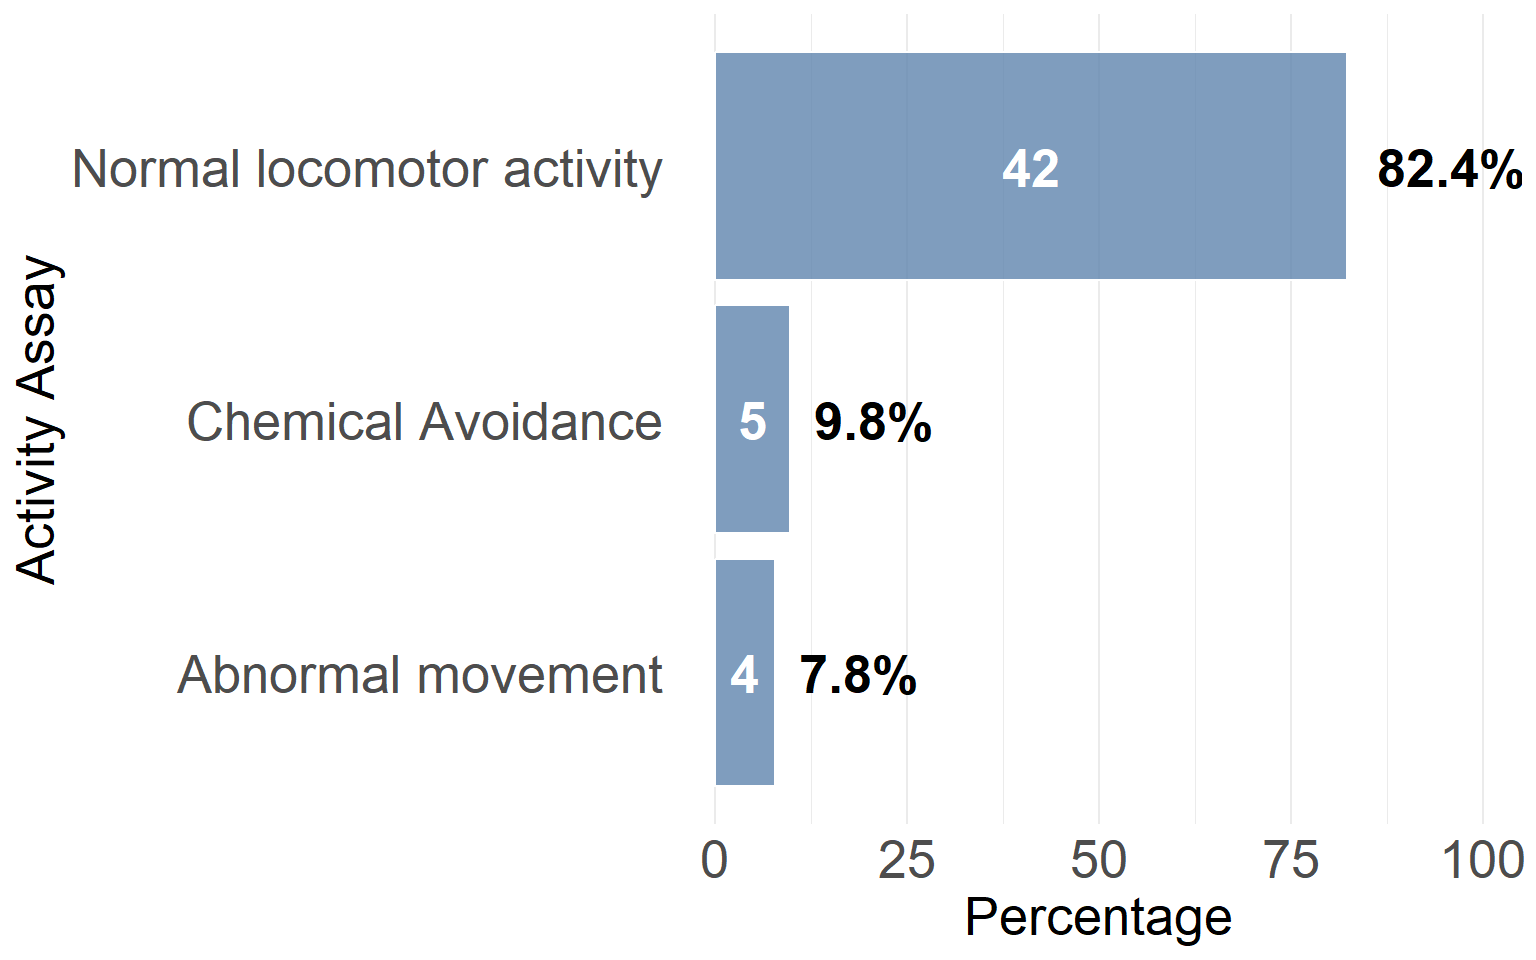 Activity Assay
Normal locomotor activity
42
82.4%
Chemical Avoidance
5
9.8%
Abnormal movement
4
7.8%
0 25 50 75 100
Percentage